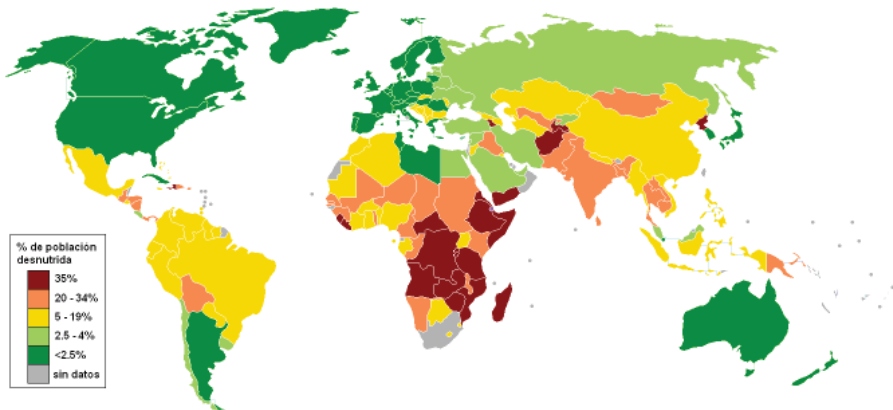 % de población
desnutrida
35%
20 - 34%
5 - 19%
2.5 - 4%
<2.5%
sin datos